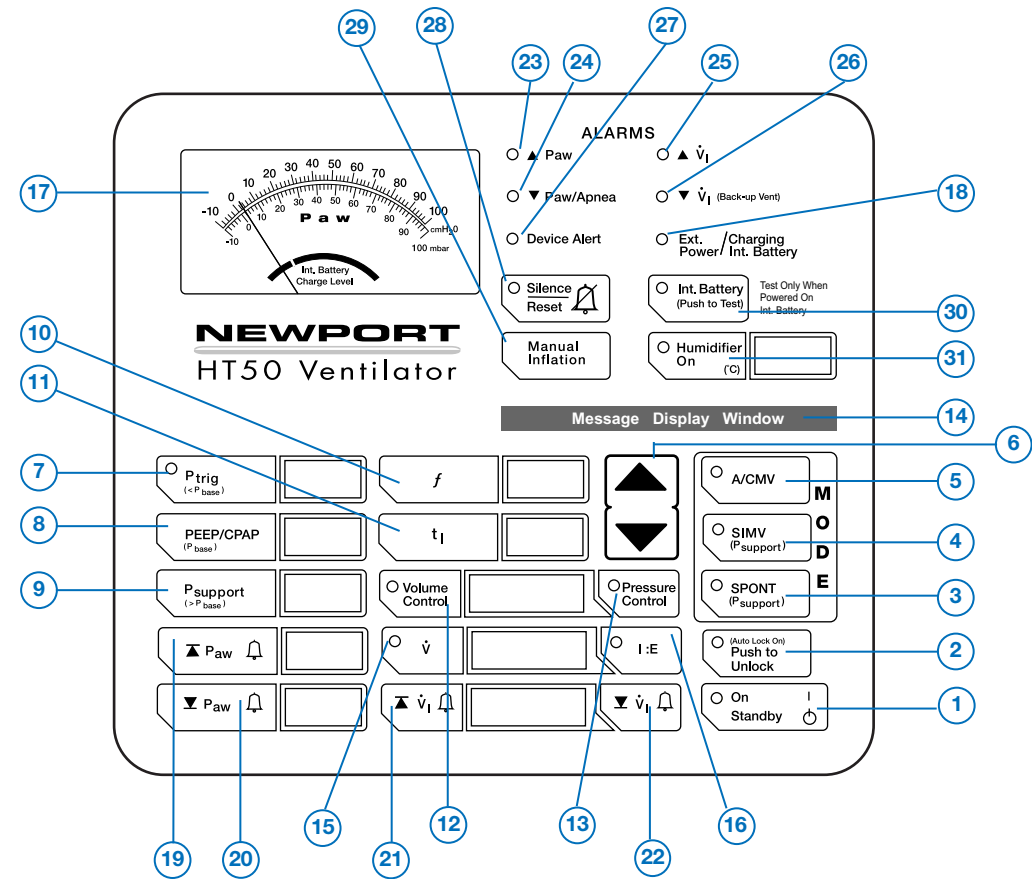 29
28
27
23
24
25
26
ALARMS
▲ Paw
▲ V̇I
▼ Paw/Apnea
▼ V̇I (Back-up Vent)
17
18
-10 0 10 20 30 40 50 60 70 80 90 100 cmH20
-10 0 10 20 30 40 50 60 70 80 90 100 mbar
Paw
Int. Battery
Charge Level
Device Alert
Ext. Power / Charging Int. Battery
28
Silence
Reset
Int. Battery
(Push to Test)
Test Only When
Powered On
Int. Battery
30
29
Manual
Inflation
Humidifier
On
(°C)
31
NEWPORT
HT50 Ventilator
10
11
Message Display Window
14
6
7
Ptrig
(< P base)
f
A/CMV
5
MODE
8
PEEP/CPAP
(P base)
tI
SIMV
(Psupport)
4
9
Psupport
(> P base)
Volume
Control
Pressure
Control
SPONT
(Psupport)
3
Paw
V̇
I:E
(Auto Lock On)
Push to
Unlock
2
Paw
V̇I
V̇I
On
Standby
1
19
20
15
21
12
13
22
16